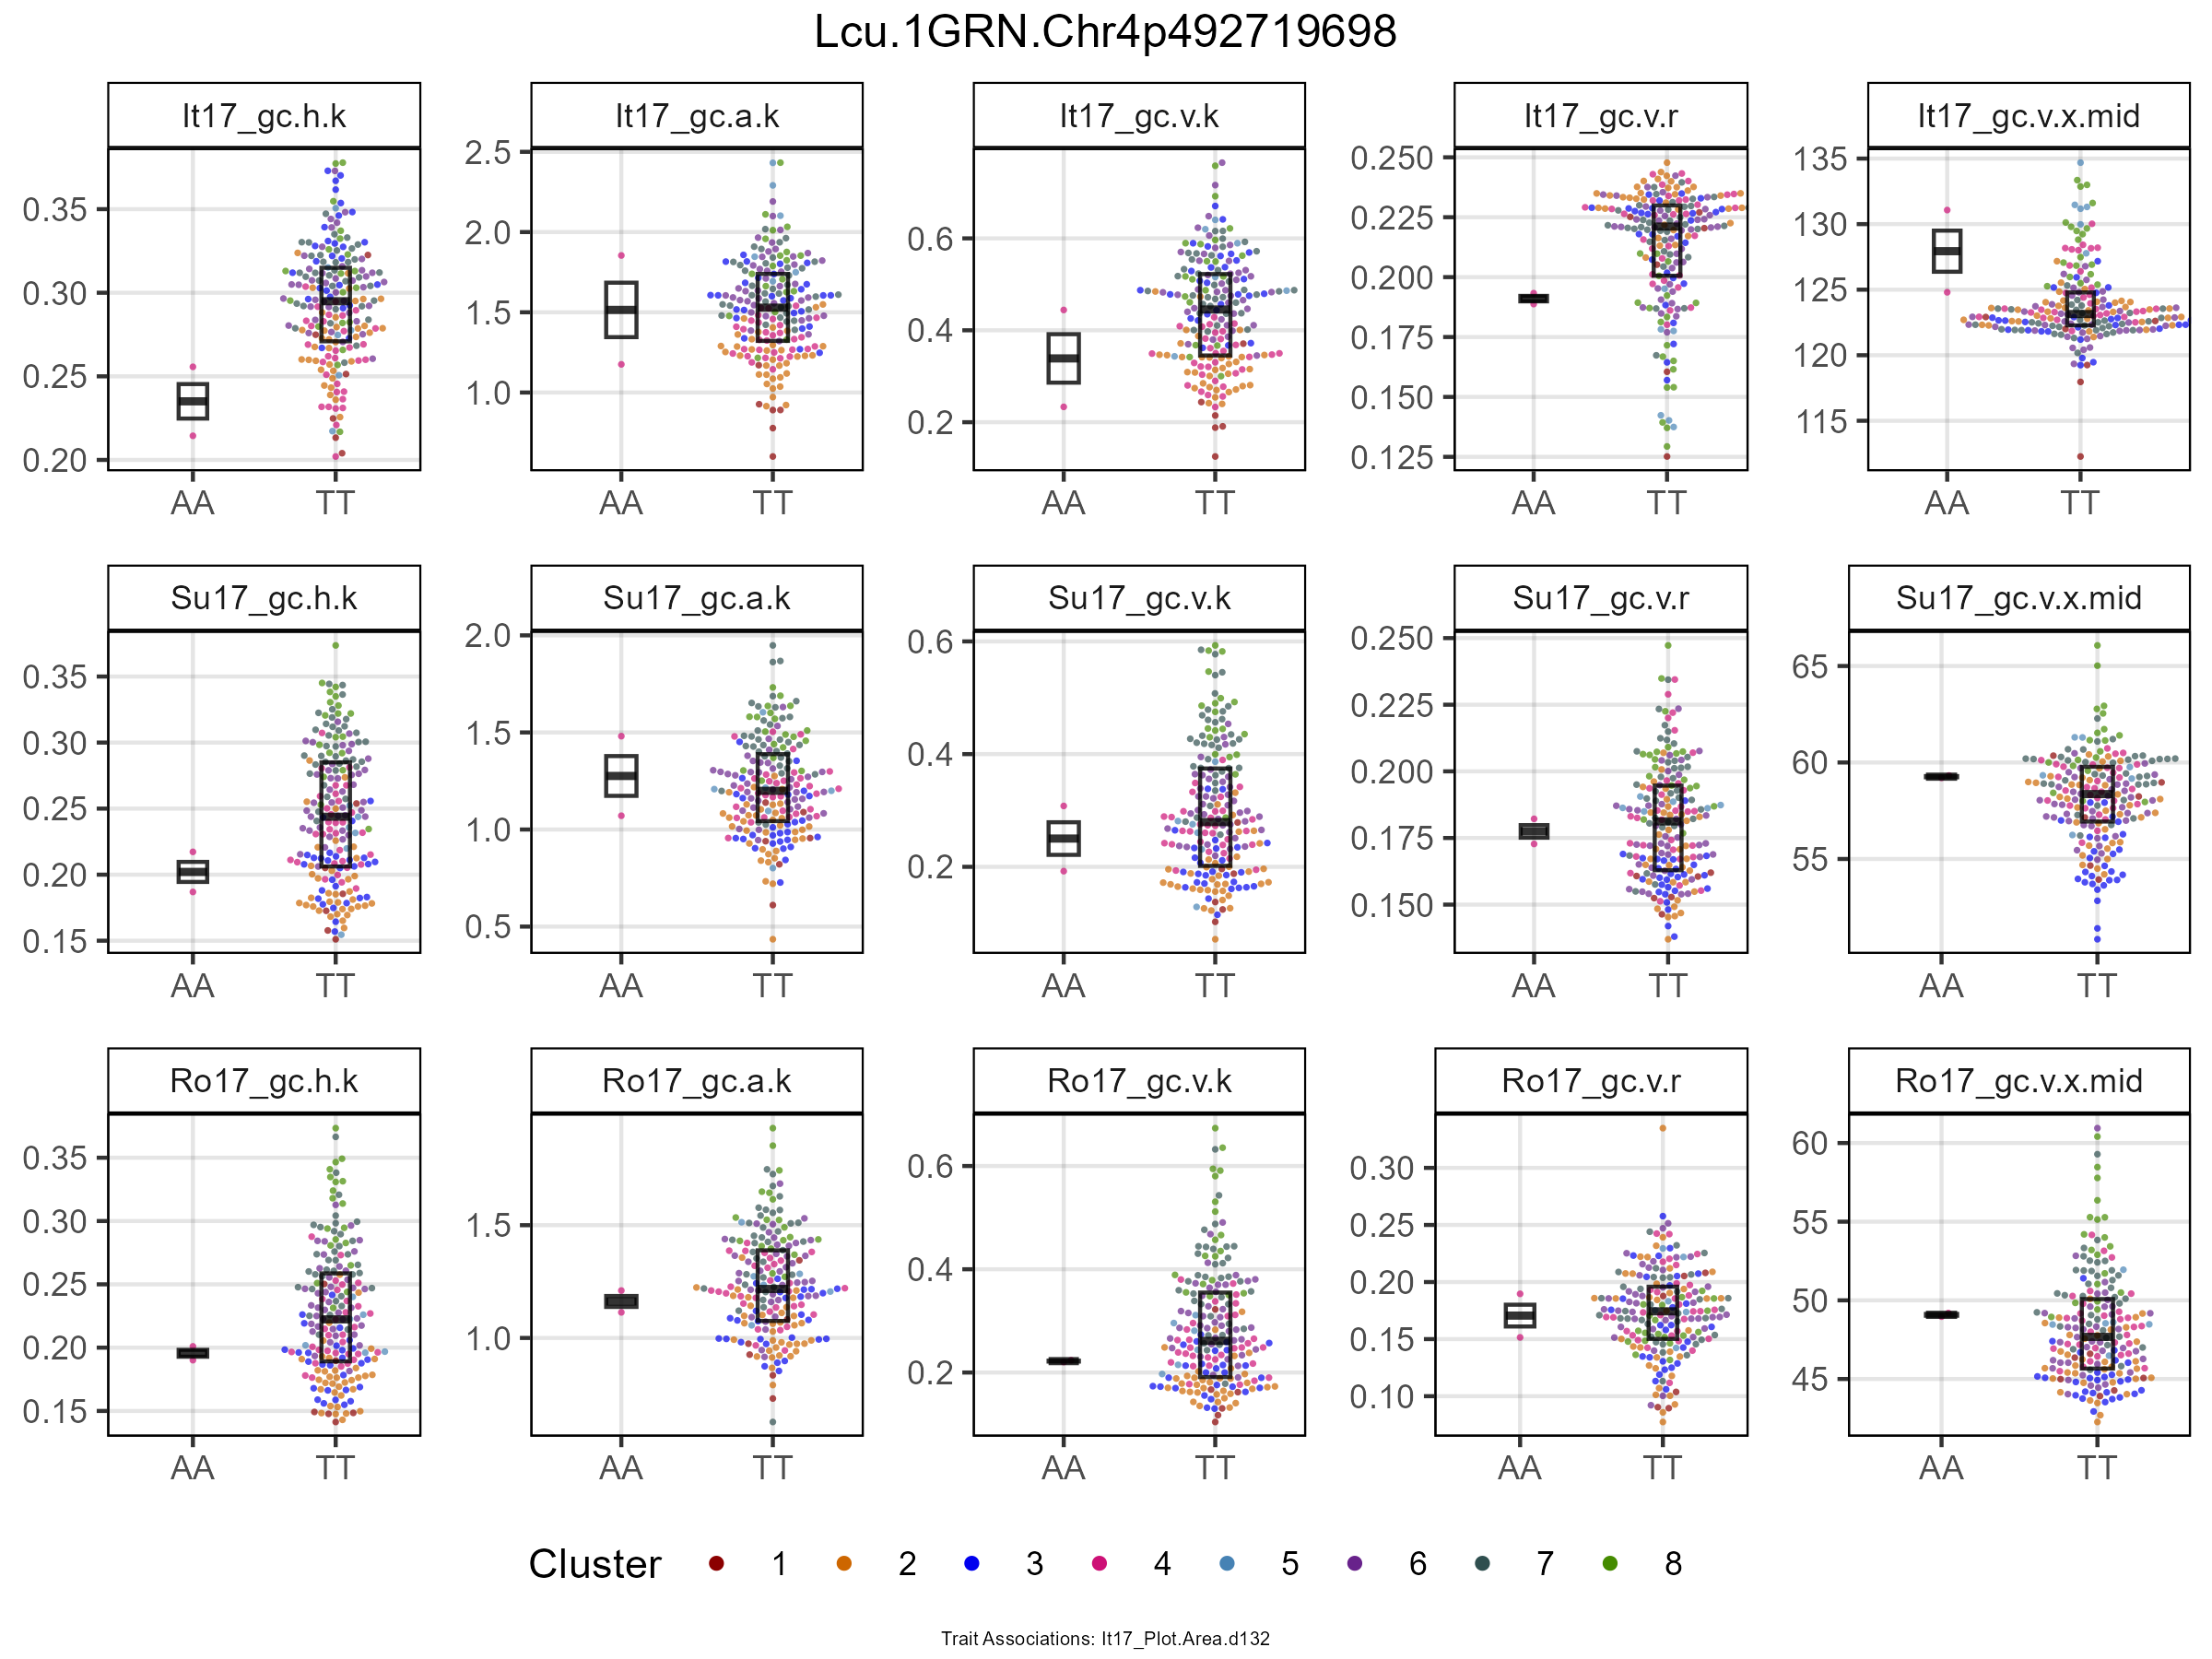 Lcu.1GRN.Chr4p492719698
It17_gc.h.k
It17_gc.a.k
It17_gc.v.k
It17_gc.v.r
It17_gc.v.x.mid
0.35
0.30
0.25
0.20
AA TT
2.5
2.0
1.5
1.0
AA TT
0.6
0.4
0.2
AA TT
0.250
0.225
0.200
0.175
0.150
0.125
AA TT
135
130
125
120
115
AA TT
Su17_gc.h.k
Su17_gc.a.k
Su17_gc.v.k
Su17_gc.v.r
Su17_gc.v.x.mid
0.35
0.30
0.25
0.20
0.15
AA TT
2.0
1.5
1.0
0.5
AA TT
0.6
0.4
0.2
AA TT
0.250
0.225
0.200
0.175
0.150
AA TT
65
60
55
AA TT
Ro17_gc.h.k
Ro17_gc.a.k
Ro17_gc.v.k
Ro17_gc.v.r
Ro17_gc.v.x.mid
0.35
0.30
0.25
0.20
0.15
AA TT
1.5
1.0
AA TT
0.6
0.4
0.2
AA TT
0.30
0.25
0.20
0.15
0.10
AA TT
60
55
50
45
AA TT
Cluster 1 2 3 4 5 6 7 8
Trait Associations: It17_Plot.Area.d132